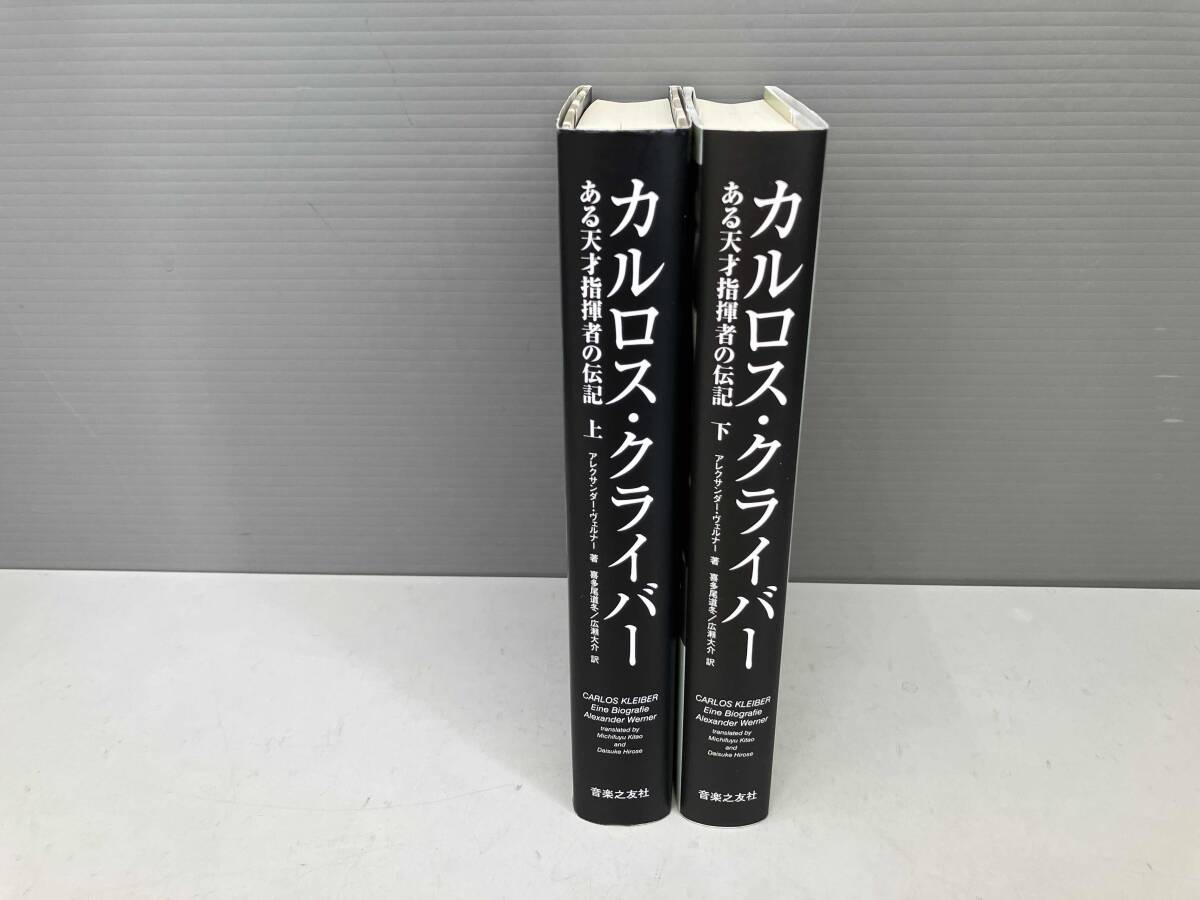 カルロス・クライバー
ある天才指揮者の伝記 上
アレクサンダー・ヴェルナー 著
喜多尾道冬/広瀬大介 訳
CARLOS KLEIBER
Eine Biografie
Alexander Werner
translated by
Michifuyu Kitao
and
Daisuke Hirose
音楽之友社
カルロス・クライバー
ある天才指揮者の伝記 下
アレクサンダー・ヴェルナー 著
喜多尾道冬/広瀬大介 訳
CARLOS KLEIBER
Eine Biografie
Alexander Werner
translated by
Michifuyu Kitao
and
Daisuke Hirose
音楽之友社